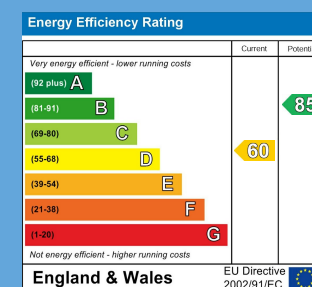 Energy Efficiency Rating
Current
Very energy efficient - lower running costs
(92 plus) A
(81-91) B
85
(69-80) C
(55-68) D
60
(39-54) E
(21-38) F
(1-20) G
Not energy efficient - higher running costs
England & Wales
EU Directive
2002/91/EC